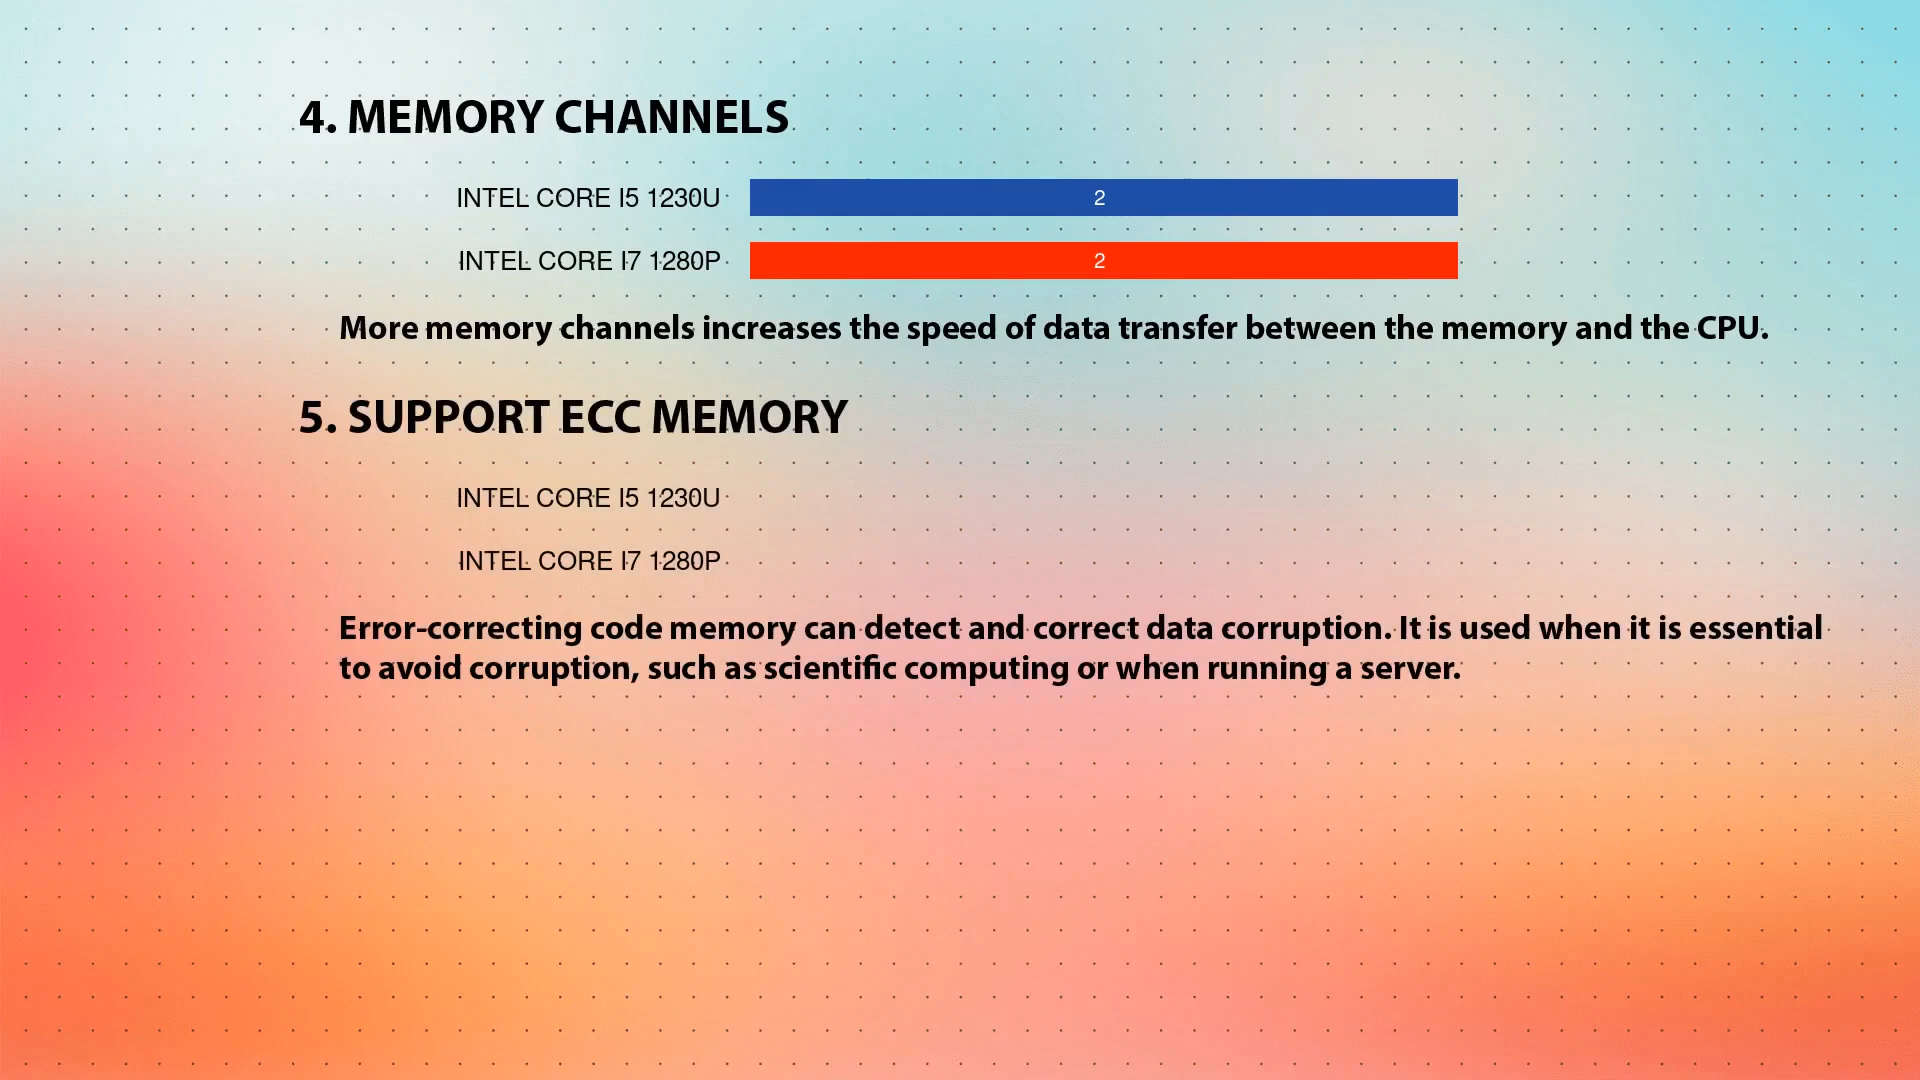 4. MEMORY CHANNELS
INTEL CORE I5 1230U 2
INTEL CORE I7 1280P 2
More memory channels increases the speed of data transfer between the memory and the CPU.
5. SUPPORT ECC MEMORY
INTEL CORE I5 1230U
INTEL CORE I7 1280P
Error-correcting code memory can detect and correct data corruption. It is used when it is essential
to avoid corruption, such as scientific computing or when running a server.